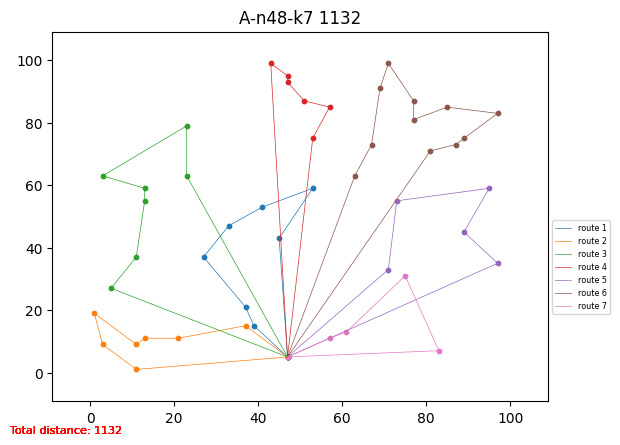 A-n48-k7 1132
100
80
60
40
20
0
0 20 40 60 80 100
route 1
route 2
route 3
route 4
route 5
route 6
route 7
Total distance: 1132